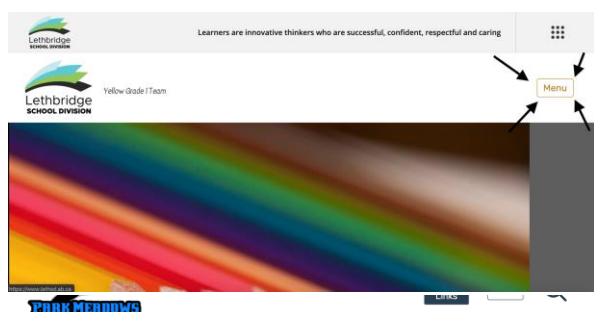 Lethbridge
SCHOOL DIVISION
Learners are innovative thinkers who are successful, confident, respectful and caring
Lethbridge
SCHOOL DIVISION
Yellow Grade 1 Team
Menu
https://www.lethsd.ab.ca
PARK MEADOWS
Links